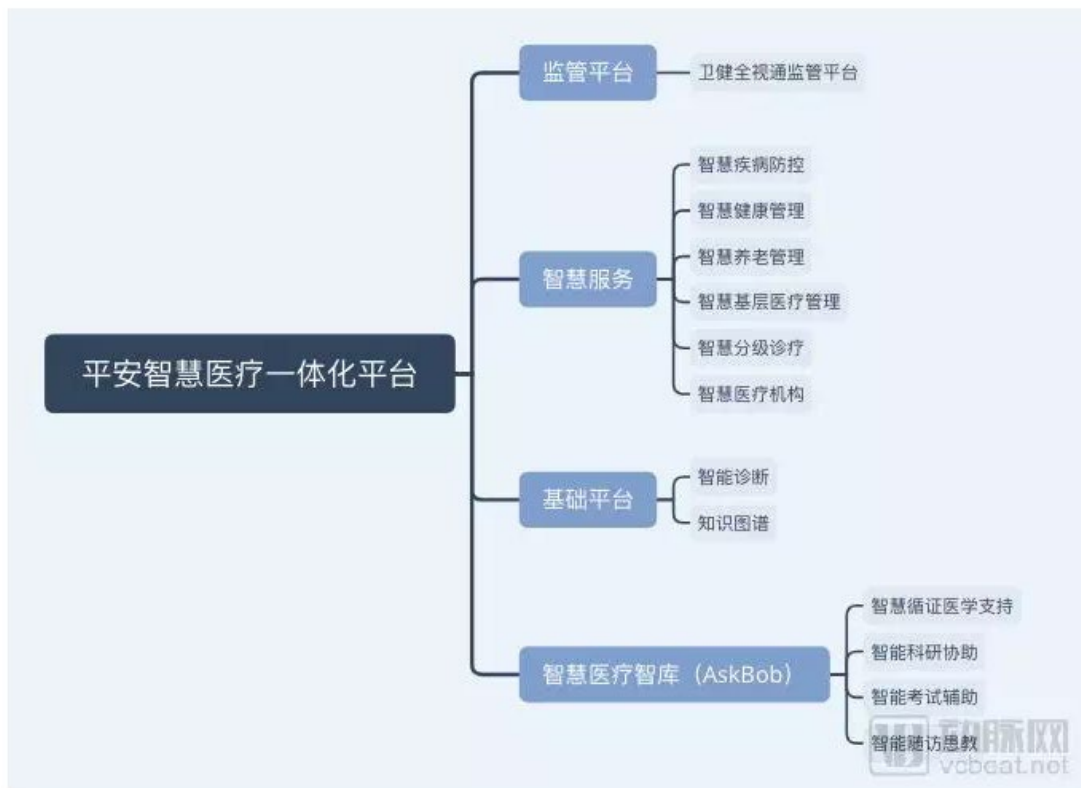 平安智慧医疗一体化平台
监管平台
卫健全视通监管平台
智慧服务
智慧疾病防控
智慧健康管理
智慧养老管理
智慧基层医疗管理
智慧分级诊疗
智慧医疗机构
基础平台
智能诊断
知识图谱
智慧医疗智库（AskBob）
智慧循证医学支持
智能科研协助
智能考试辅助
智能随访患教
动脉网
vcbeat.net